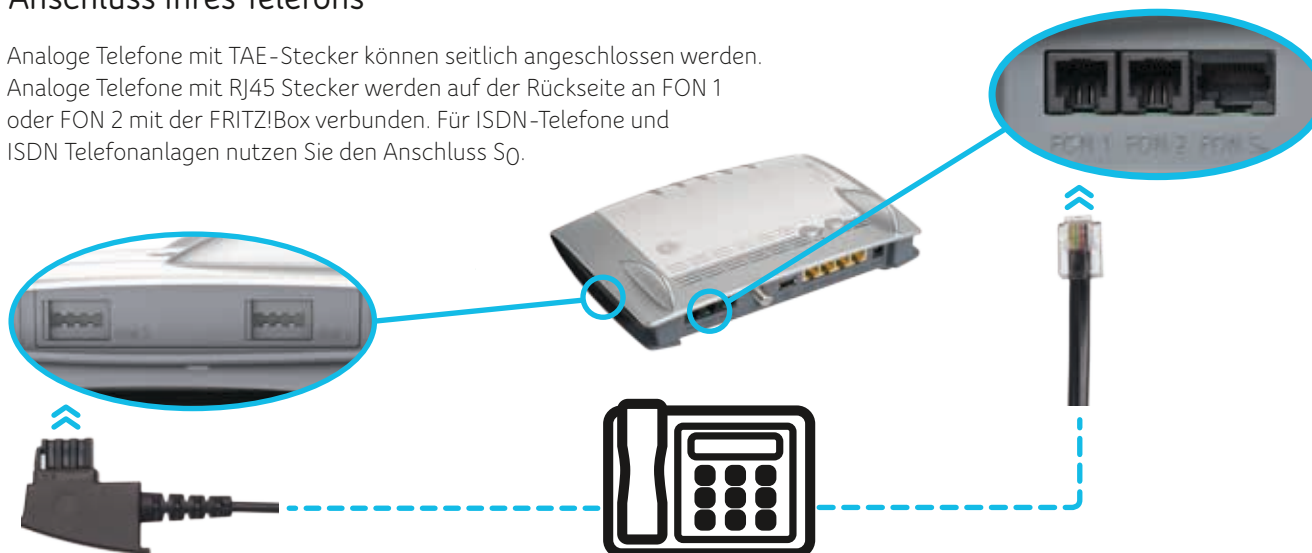 Anschluss Ihres Telefons
Analoge Telefone mit TAE-Stecker können seitlich angeschlossen werden.
Analoge Telefone mit RJ45 Stecker werden auf der Rückseite an FON 1
oder FON 2 mit der FRITZ!Box verbunden. Für ISDN-Telefone und
ISDN Telefonanlagen nutzen Sie den Anschluss S0.
FON 1 FON 2 FON S0